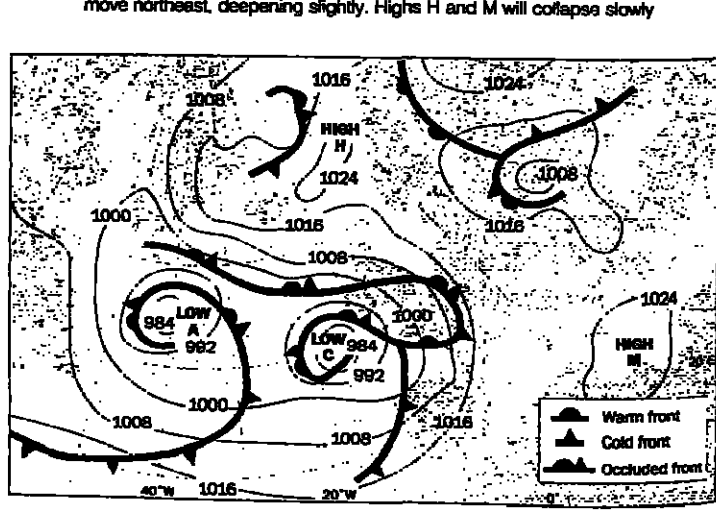 move northeast, deepening slightly. Highs H and M will collapse slowly
1016
1024
1008
HIGH
H
1008
1024
1000
1016
1016
1008
1024
LOW
A
984
992
1000
LOW
C
984
992
HIGH
M
1000
1008
1008
1016
Warm front
Cold front
Occluded front
40°W
1016
20°W
0°